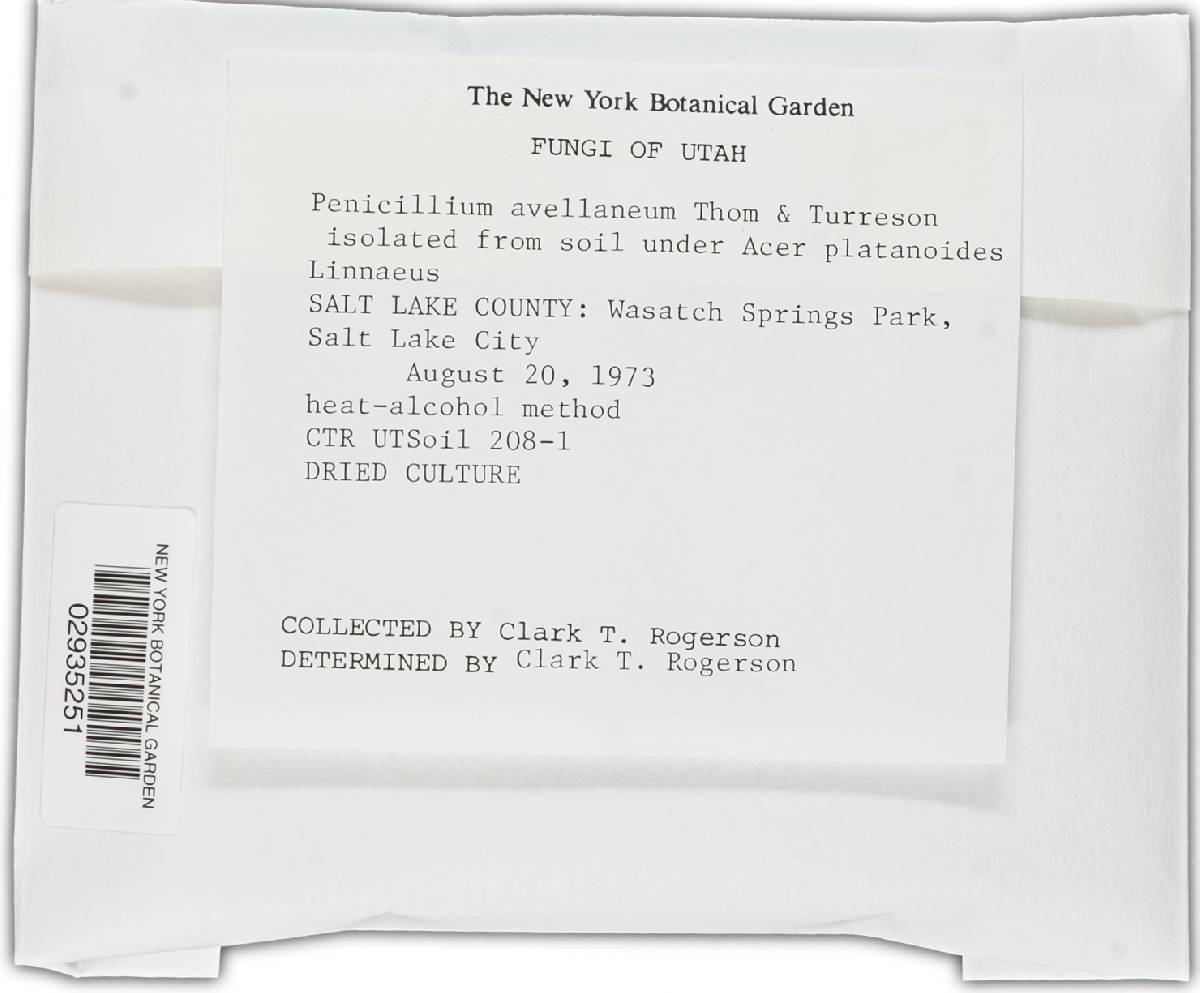 The New York Botanical Garden
FUNGI OF UTAH
Penicillium avellaneum Thom & Turreson
isolated from soil under Acer platanoides
Linnaeus
SALT LAKE COUNTY: Wasatch Springs Park,
Salt Lake City
August 20, 1973
heat-alcohol method
CTR UTSoil 208-1
DRIED CULTURE
COLLECTED BY Clark T. Rogerson
DETERMINED BY Clark T. Rogerson
NEW YORK BOTANICAL GARDEN
02935251